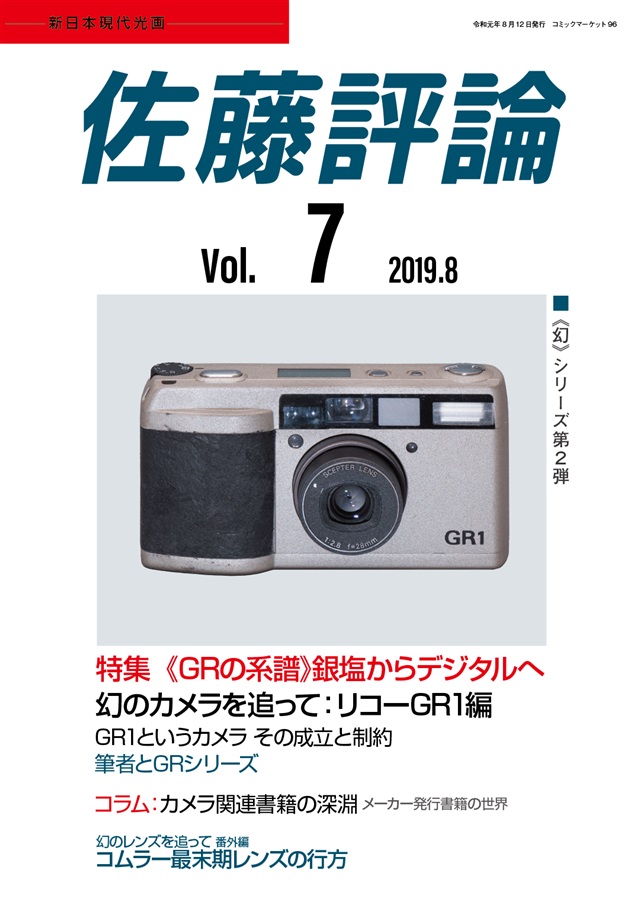 新日本現代光画
令和元年8月12日発行 コミックマーケット96
佐藤評論
Vol. 7 2019.8
■《幻》シリーズ第2弾
SCEPTER LENS
1:2.8 f=28mm
GR1
特集《GRの系譜》銀塩からデジタルへ
幻のカメラを追って:リコーGR1編
GR1というカメラ その成立と制約
筆者とGRシリーズ
コラム:カメラ関連書籍の深淵 メーカー発行書籍の世界
幻のレンズを追って 番外編
コムラー最末期レンズの行方